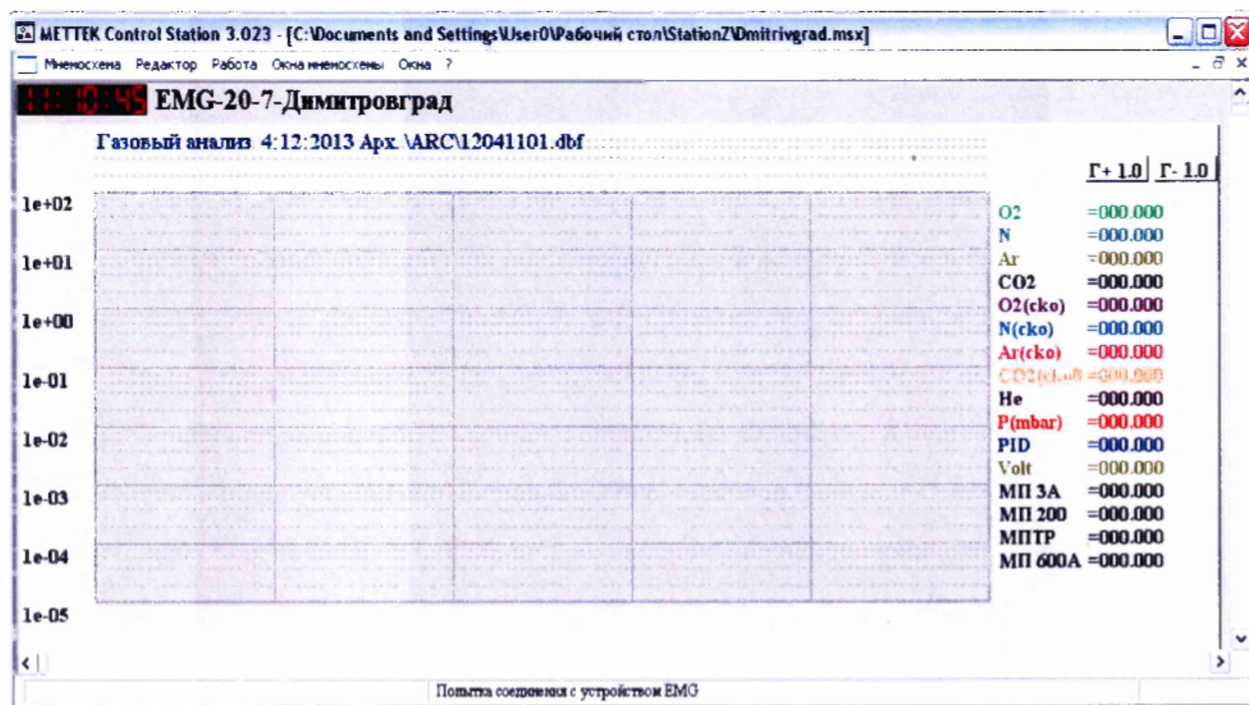 METTEK Control Station 3.023 - [C:\Documents and Settings\User0\Рабочий стол\StationZ\Dmitrivgrad.msx]
Мнемосхема Редактор Работа Окна мнемосхемы Окна ?
11:10:45 EMG-20-7-Димитровград
Газовый анализ 4:12:2013 Арх. \ARC\12041101.dbf
Г+ 1.0 Г- 1.0
1e+02
1e+01
1e+00
1e-01
1e-02
1e-03
1e-04
1e-05
O2 =000.000
N =000.000
Ar =000.000
CO2 =000.000
O2(ско) =000.000
N(ско) =000.000
Ar(ско) =000.000
=000.000
He =000.000
P(mbar) =000.000
PID =000.000
Volt =000.000
МП 3А =000.000
МП 200 =000.000
МПТР =000.000
МП 600А =000.000
Попытка соединения с устройством EMG